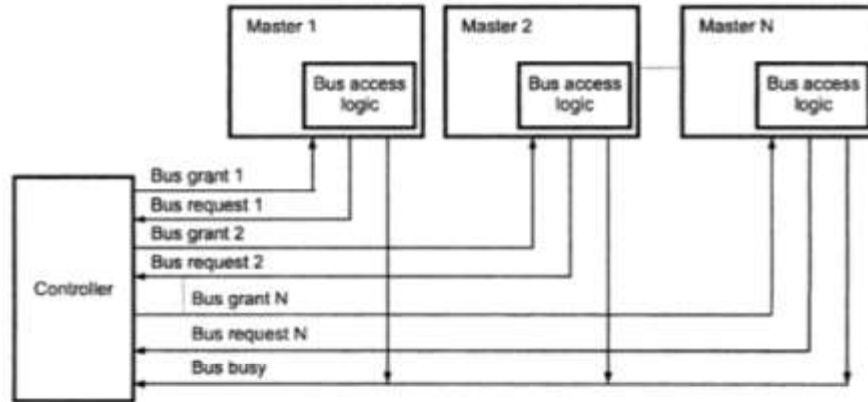 Master 1
Master 2
Master N
Bus access
logic
Bus access
logic
Bus access
logic
Bus grant 1
Bus request 1
Bus grant 2
Bus request 2
Controller
Bus grant N
Bus request N
Bus busy